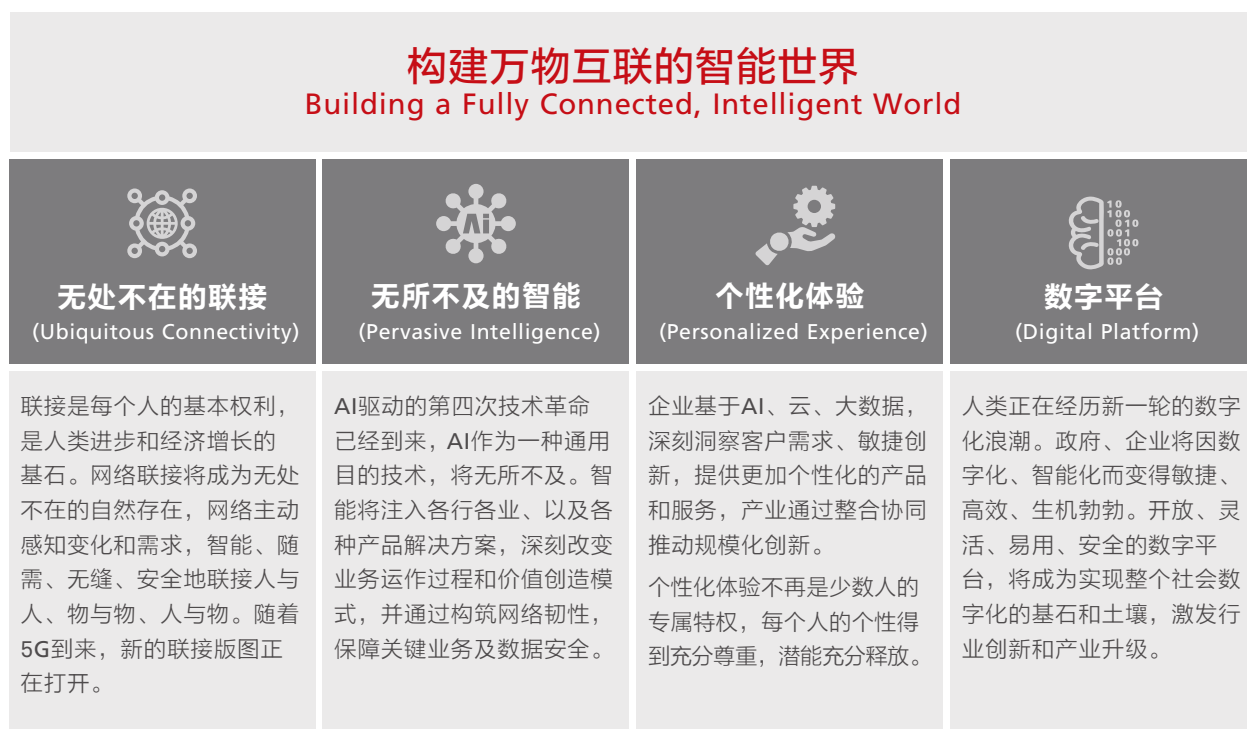 构建万物互联的智能世界
Building a Fully Connected, Intelligent World
无处不在的联接
(Ubiquitous Connectivity)
联接是每个人的基本权利，
是人类进步和经济增长的
基石。网络联接将成为无处
不在的自然存在，网络主动
感知变化和需求，智能、随
需、无缝、安全地联接人与
人、物与物、人与物。随着
5G到来，新的联接版图正
在打开。
Ai
无所不及的智能
(Pervasive Intelligence)
AI驱动的第四次技术革命
已经到来，AI作为一种通用
目的技术，将无所不及。智
能将注入各行各业、以及各
种产品解决方案，深刻改变
业务运作过程和价值创造模
式，并通过构筑网络韧性，
保障关键业务及数据安全。
个性化体验
(Personalized Experience)
企业基于AI、云、大数据，
深刻洞察客户需求、敏捷创
新，提供更加个性化的产品
和服务，产业通过整合协同
推动规模化创新。
个性化体验不再是少数人的
专属特权，每个人的个性得
到充分尊重，潜能充分释放。
10
100
010
001
100
000
00
数字平台
(Digital Platform)
人类正在经历新一轮的数字
化浪潮。政府、企业将因数
字化、智能化而变得敏捷、
高效、生机勃勃。开放、灵
活、易用、安全的数字平
台，将成为实现整个社会数
字化的基石和土壤，激发行
业创新和产业升级。